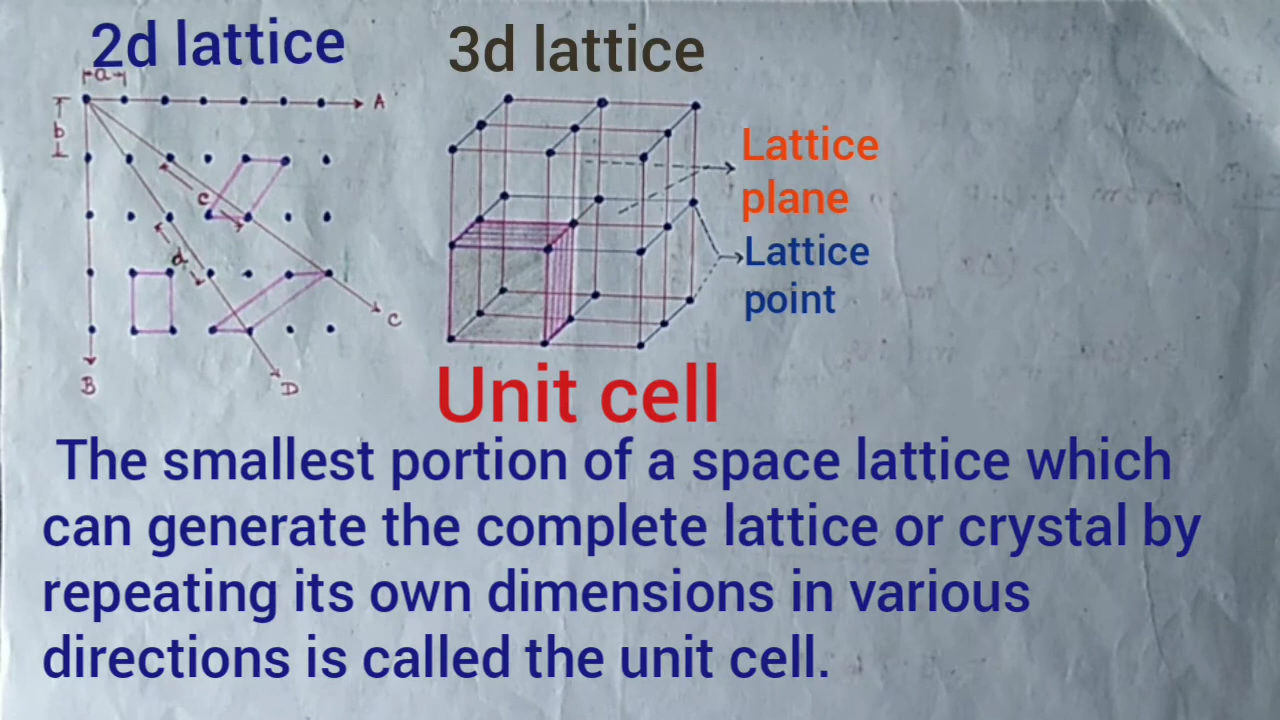 2d lattice
3d lattice
a
A
b
c
d
C
B
D
Lattice
plane
Lattice
point
Unit cell
The smallest portion of a space lattice which
can generate the complete lattice or crystal by
repeating its own dimensions in various
directions is called the unit cell.